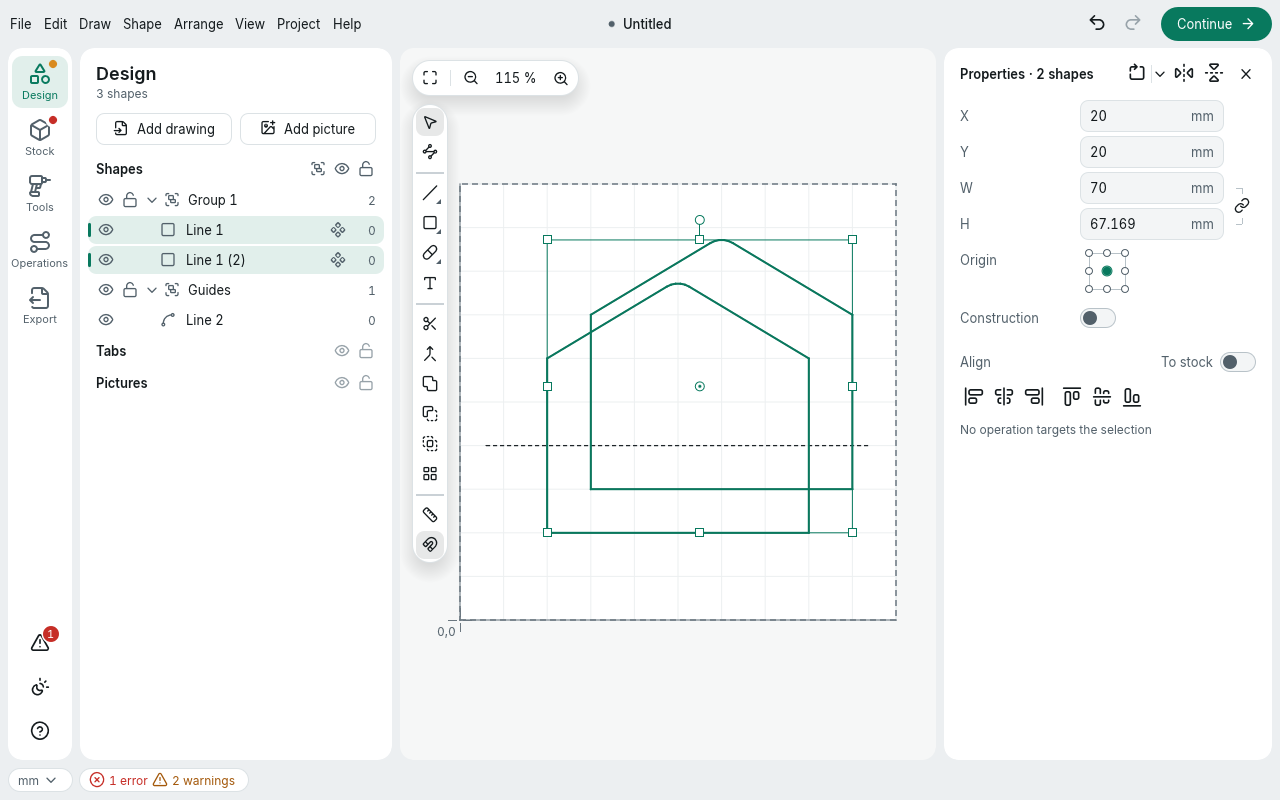 File Edit Draw Shape Arrange View Project Help
Untitled
Continue
Design
Stock
Tools
Operations
Export
1
Design
3 shapes
Add drawing
Add picture
Shapes
Group 1 2
Line 1 0
Line 1 (2) 0
Guides 1
Line 2 0
Tabs
Pictures
115 %
0,0
Properties · 2 shapes
X 20 mm
Y 20 mm
W 70 mm
H 67.169 mm
Origin
Construction
Align To stock
No operation targets the selection
mm
1 error 2 warnings